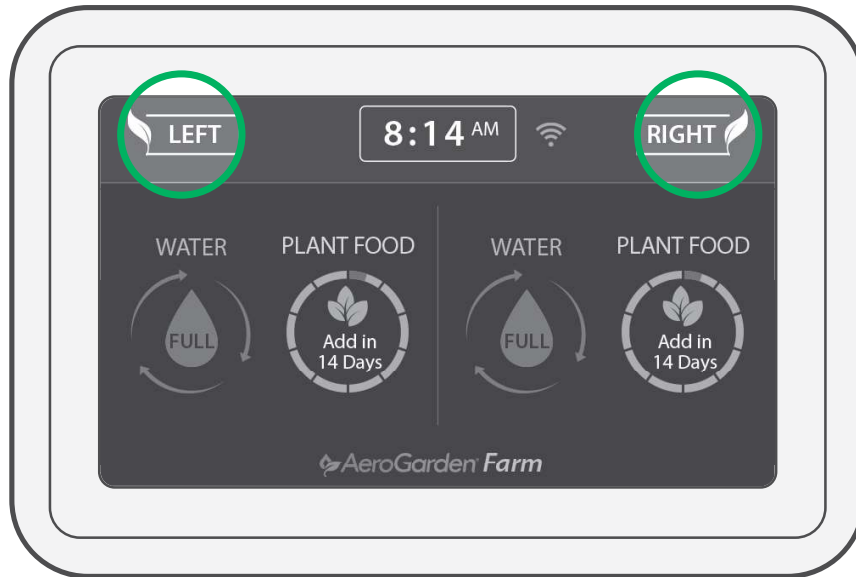 LEFT
8:14 AM
RIGHT
WATER
PLANT FOOD
WATER
PLANT FOOD
FULL
Add in
14 Days
FULL
Add in
14 Days
AeroGarden Farm